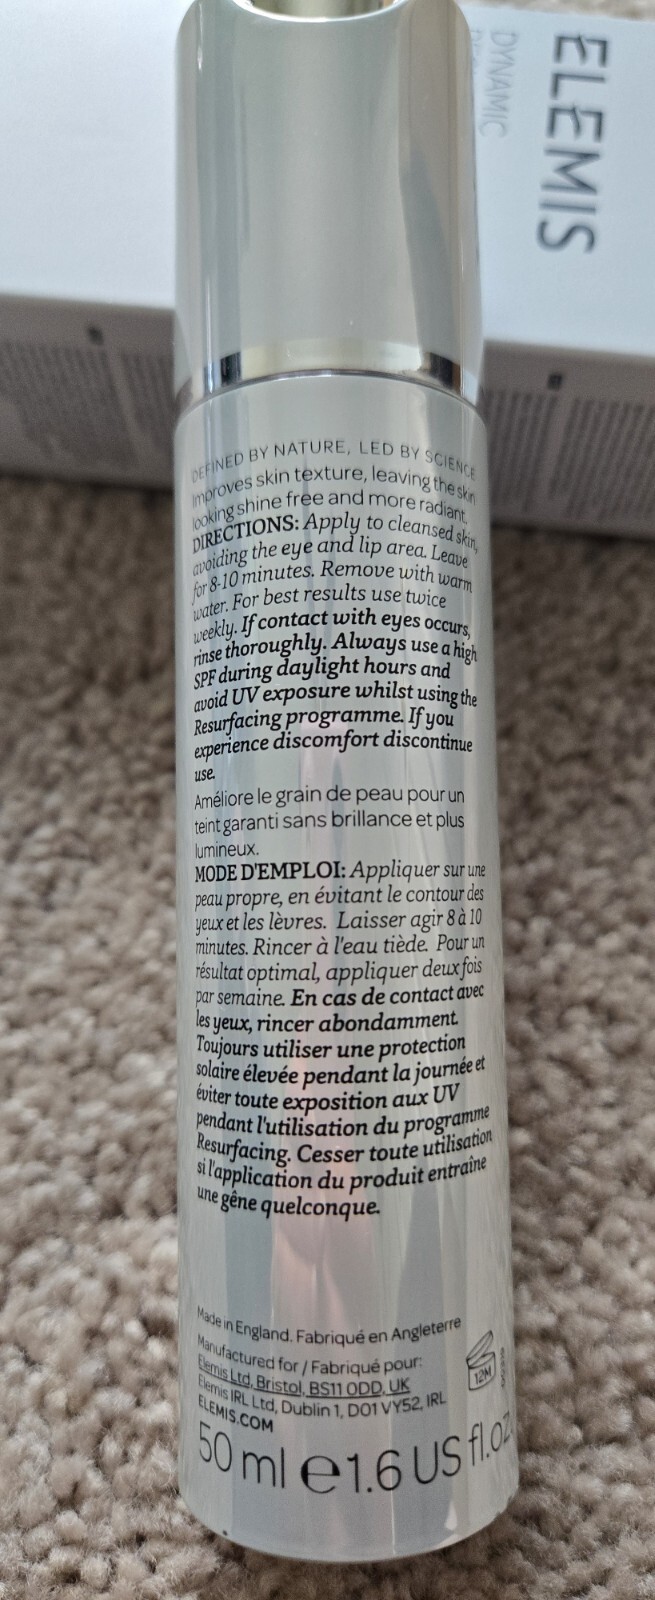 ELEMIS
DYNAMIC
DEFINED BY NATURE, LED BY SCIENCE
Improves skin texture, leaving the skin
looking shine free and more radiant.
DIRECTIONS: Apply to cleansed skin,
avoiding the eye and lip area. Leave
for 8-10 minutes. Remove with warm
water. For best results use twice
weekly. If contact with eyes occurs,
rinse thoroughly. Always use a high
SPF during daylight hours and
avoid UV exposure whilst using the
Resurfacing programme. If you
experience discomfort discontinue
use.
Améliore le grain de peau pour un
teint garanti sans brillance et plus
lumineux.
MODE D'EMPLOI: Appliquer sur une
peau propre, en évitant le contour des
yeux et les lèvres. Laisser agir 8 à 10
minutes. Rincer à l'eau tiède. Pour un
résultat optimal, appliquer deux fois
par semaine. En cas de contact avec
les yeux, rincer abondamment.
Toujours utiliser une protection
solaire élevée pendant la journée et
éviter toute exposition aux UV
pendant l'utilisation du programme
Resurfacing. Cesser toute utilisation
si l'application du produit entraîne
une gêne quelconque.
Made in England. Fabriqué en Angleterre
Manufactured for / Fabriqué pour:
Elemis Ltd, Bristol, BS11 0DD, UK
Elemis IRL Ltd, Dublin 1, D01 VY52, IRL
ELEMIS.COM
12M
50 ml e 1.6 US fl.oz.